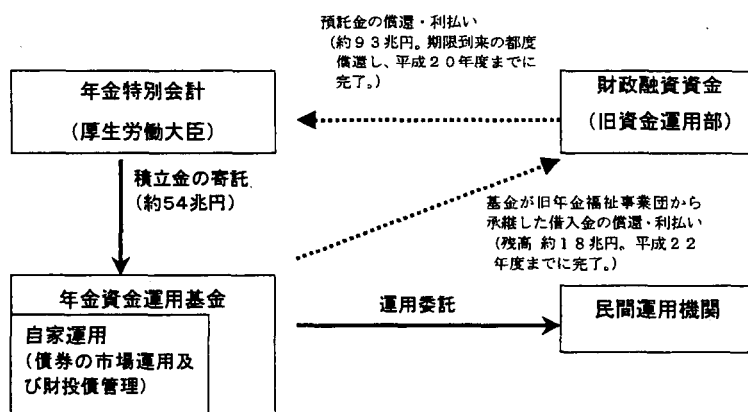 預託金の償還・利払い
(約93兆円。期限到来の都度
償還し、平成20年度までに
完了。)
年金特別会計
(厚生労働大臣)
財政融資資金
(旧資金運用部)
積立金の寄託
(約54兆円)
基金が旧年金福祉事業団から
承継した借入金の償還・利払い
(残高 約18兆円。平成22
年度までに完了。)
年金資金運用基金
自家運用
(債券の市場運用及
び財投債管理)
運用委託
民間運用機関